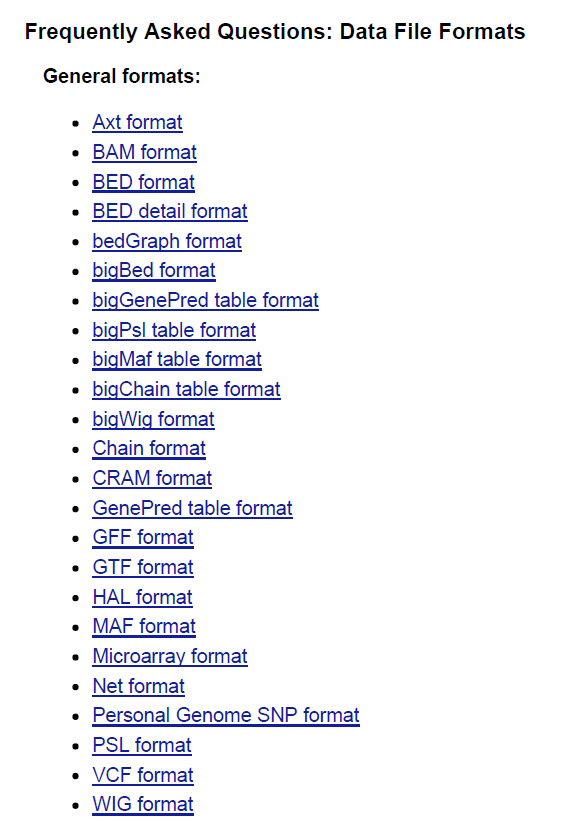 Frequently Asked Questions: Data File Formats
General formats:
Axt format
BAM format
BED format
BED detail format
bedGraph format
bigBed format
bigGenePred table format
bigPsl table format
bigMaf table format
bigChain table format
bigWig format
Chain format
CRAM format
GenePred table format
GFF format
GTF format
HAL format
MAF format
Microarray format
Net format
Personal Genome SNP format
PSL format
VCF format
WIG format